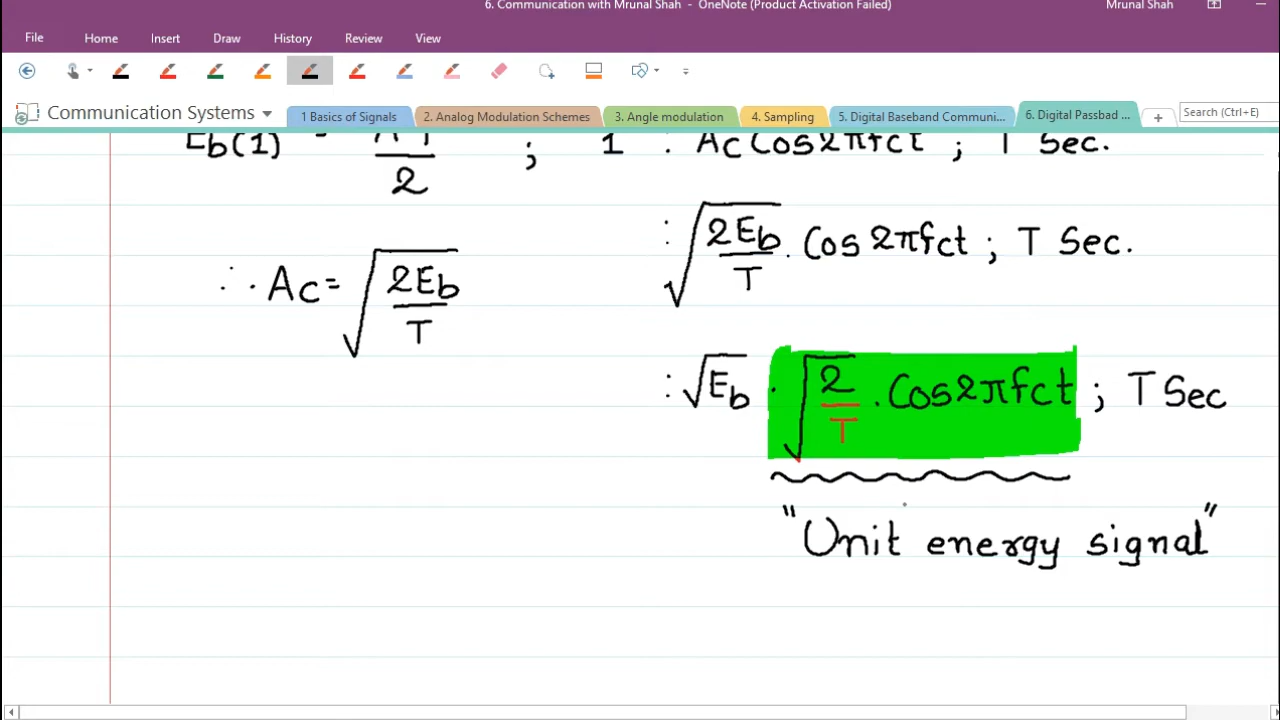 6. Communication with Mrunal Shah - OneNote (Product Activation Failed) Mrunal Shah
File Home Insert Draw History Review View
Communication Systems 1 Basics of Signals 2. Analog Modulation Schemes 3. Angle modulation 4. Sampling 5. Digital Baseband Communi... 6. Digital Passbad ... + Search (Ctrl+E)
Eb(1) = /2 ; 1 : Ac Cos2πfct ; T Sec.
: √(2Eb/T) . Cos2πfct ; T Sec.
∴ Ac = √(2Eb/T)
: √Eb . √(2/T) . Cos2πfct ; T Sec
"Unit energy signal"